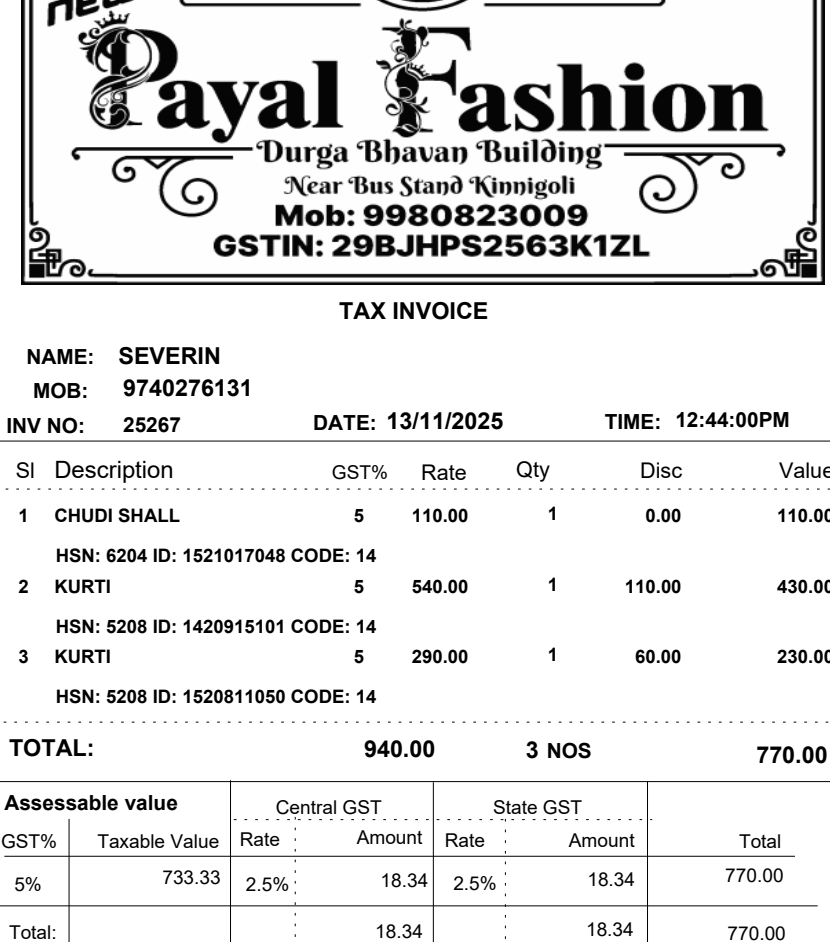 new
Payal Fashion
Durga Bhavan Building
Near Bus Stand Kinnigoli
Mob: 9980823009
GSTIN: 29BJHPS2563K1ZL
TAX INVOICE
NAME: SEVERIN
MOB: 9740276131
INV NO: 25267 DATE: 13/11/2025 TIME: 12:44:00PM
Sl Description GST% Rate Qty Disc Value
1 CHUDI SHALL 5 110.00 1 0.00 110.00
HSN: 6204 ID: 1521017048 CODE: 14
2 KURTI 5 540.00 1 110.00 430.00
HSN: 5208 ID: 1420915101 CODE: 14
3 KURTI 5 290.00 1 60.00 230.00
HSN: 5208 ID: 1520811050 CODE: 14
TOTAL: 940.00 3 NOS 770.00
Assessable value Central GST State GST
GST% Taxable Value Rate Amount Rate Amount Total
5% 733.33 2.5% 18.34 2.5% 18.34 770.00
Total: 18.34 18.34 770.00